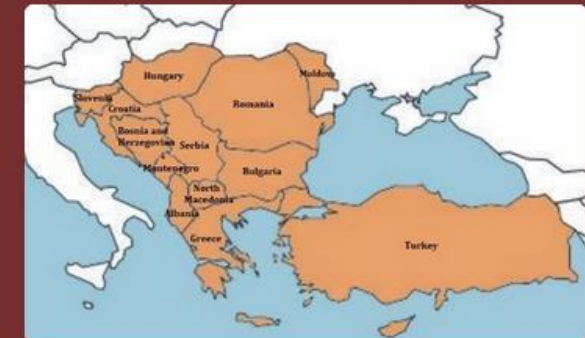 Hungary
Moldova
Slovenia
Croatia
Romania
Bosnia and
Herzegovina
Serbia
Montenegro
Bulgaria
North
Macedonia
Albania
Greece
Turkey